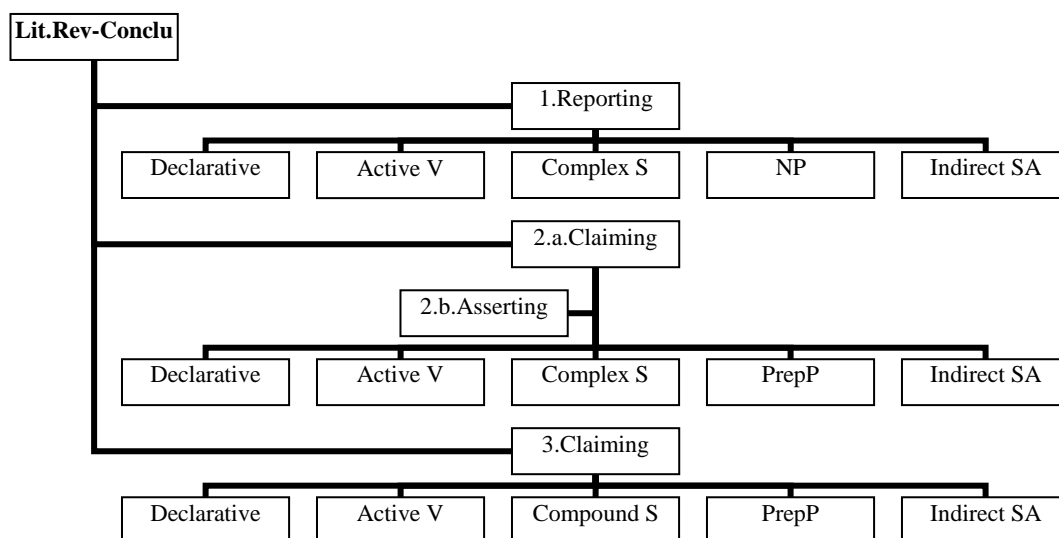 Lit.Rev-Conclu
1.Reporting
Declarative Active V Complex S NP Indirect SA
2.a.Claiming
2.b.Asserting
Declarative Active V Complex S PrepP Indirect SA
3.Claiming
Declarative Active V Compound S PrepP Indirect SA